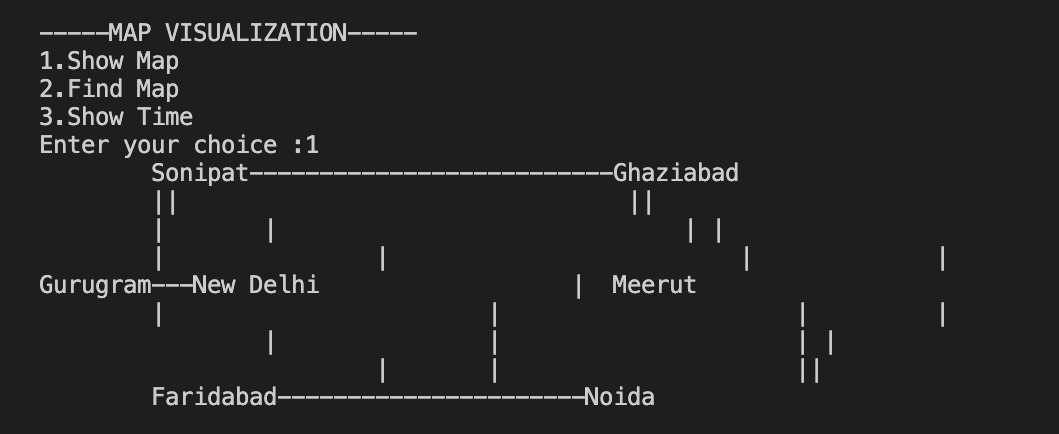 -----MAP VISUALIZATION-----
1.Show Map
2.Find Map
3.Show Time
Enter your choice :1
        Sonipat--------------------------Ghaziabad
        ||                                ||
        |       |                             | |
        |               |                         |             |
Gurugram---New Delhi                  |  Meerut
        |                       |                     |         |
                |               |                     | |
                        |       |                     ||
        Faridabad----------------------Noida